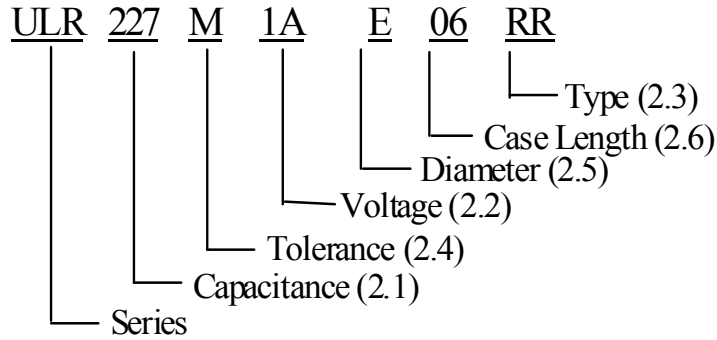 ULR 227 M 1A E 06 RR
Type (2.3)
Case Length (2.6)
Diameter (2.5)
Voltage (2.2)
Tolerance (2.4)
Capacitance (2.1)
Series